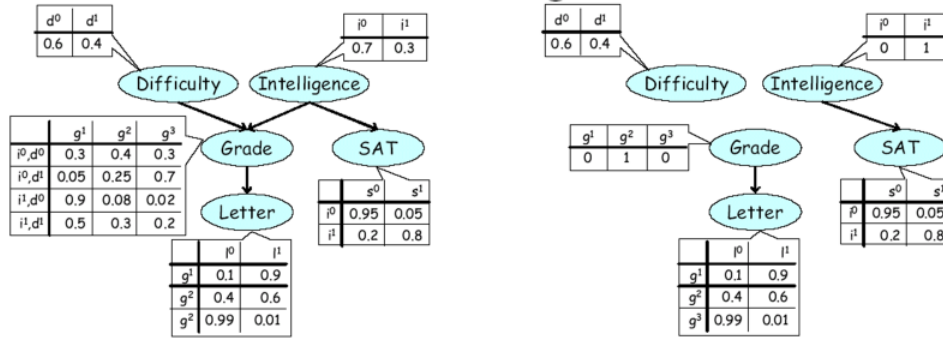 d⁰ d¹
0.6 0.4
i⁰ i¹
0.7 0.3
Difficulty Intelligence
g¹ g² g³
i⁰,d⁰ 0.3 0.4 0.3
i⁰,d¹ 0.05 0.25 0.7
i¹,d⁰ 0.9 0.08 0.02
i¹,d¹ 0.5 0.3 0.2
Grade SAT
s⁰ s¹
i⁰ 0.95 0.05
i¹ 0.2 0.8
Letter
l⁰ l¹
g¹ 0.1 0.9
g² 0.4 0.6
g² 0.99 0.01
d⁰ d¹
0.6 0.4
i⁰ i¹
0 1
Difficulty Intelligence
g¹ g² g³
0 1 0
Grade SAT
s⁰ s¹
i⁰ 0.95 0.05
i¹ 0.2 0.8
Letter
l⁰ l¹
g¹ 0.1 0.9
g² 0.4 0.6
g³ 0.99 0.01